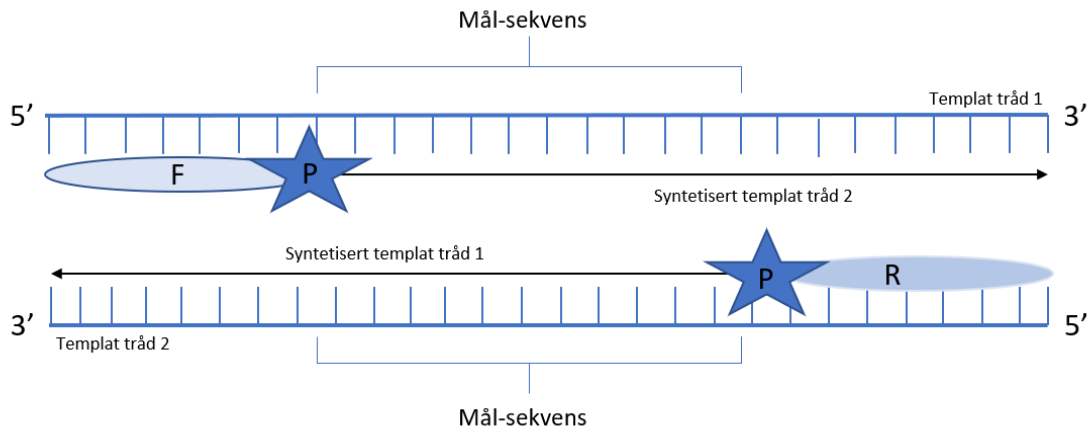 Mål-sekvens
5’
Templat tråd 1
3’
F
P
Syntetisert templat tråd 2
Syntetisert templat tråd 1
P
R
3’
Templat tråd 2
5’
Mål-sekvens